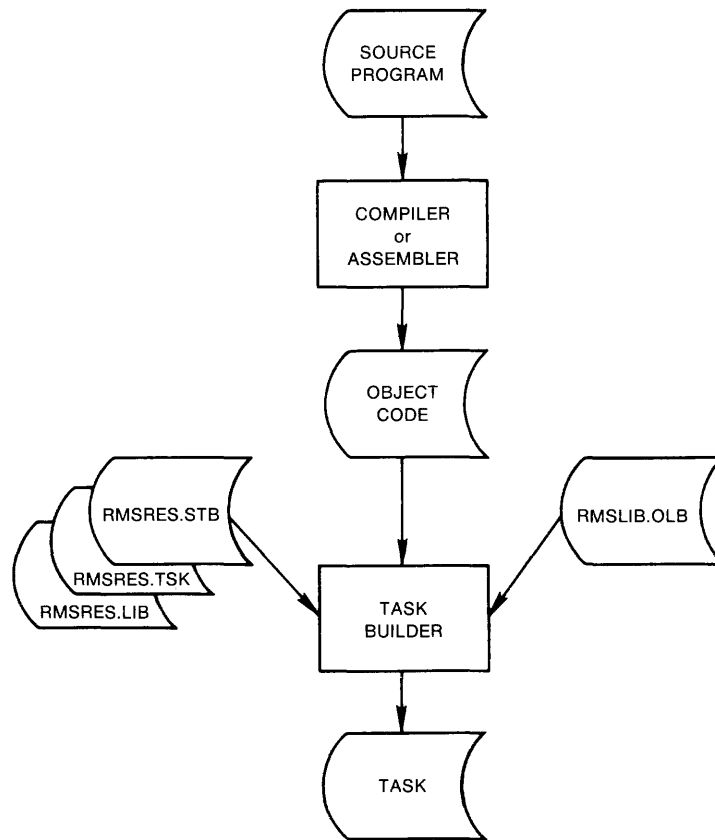 SOURCE
PROGRAM
COMPILER
or
ASSEMBLER
OBJECT
CODE
RMSRES.STB
RMSRES.TSK
RMSRES.LIB
RMSLIB.OLB
TASK
BUILDER
TASK